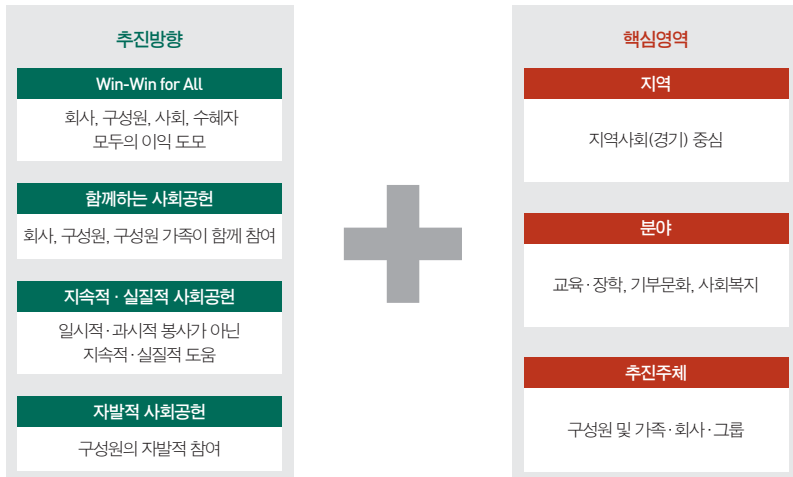 추진방향
Win-Win for All
회사, 구성원, 사회, 수혜자
모두의 이익 도모
함께하는 사회공헌
회사, 구성원, 구성원 가족이 함께 참여
지속적·실질적 사회공헌
일시적·과시적 봉사가 아닌
지속적·실질적 도움
자발적 사회공헌
구성원의 자발적 참여
핵심영역
지역
지역사회(경기) 중심
분야
교육·장학, 기부문화, 사회복지
추진주체
구성원 및 가족·회사·그룹